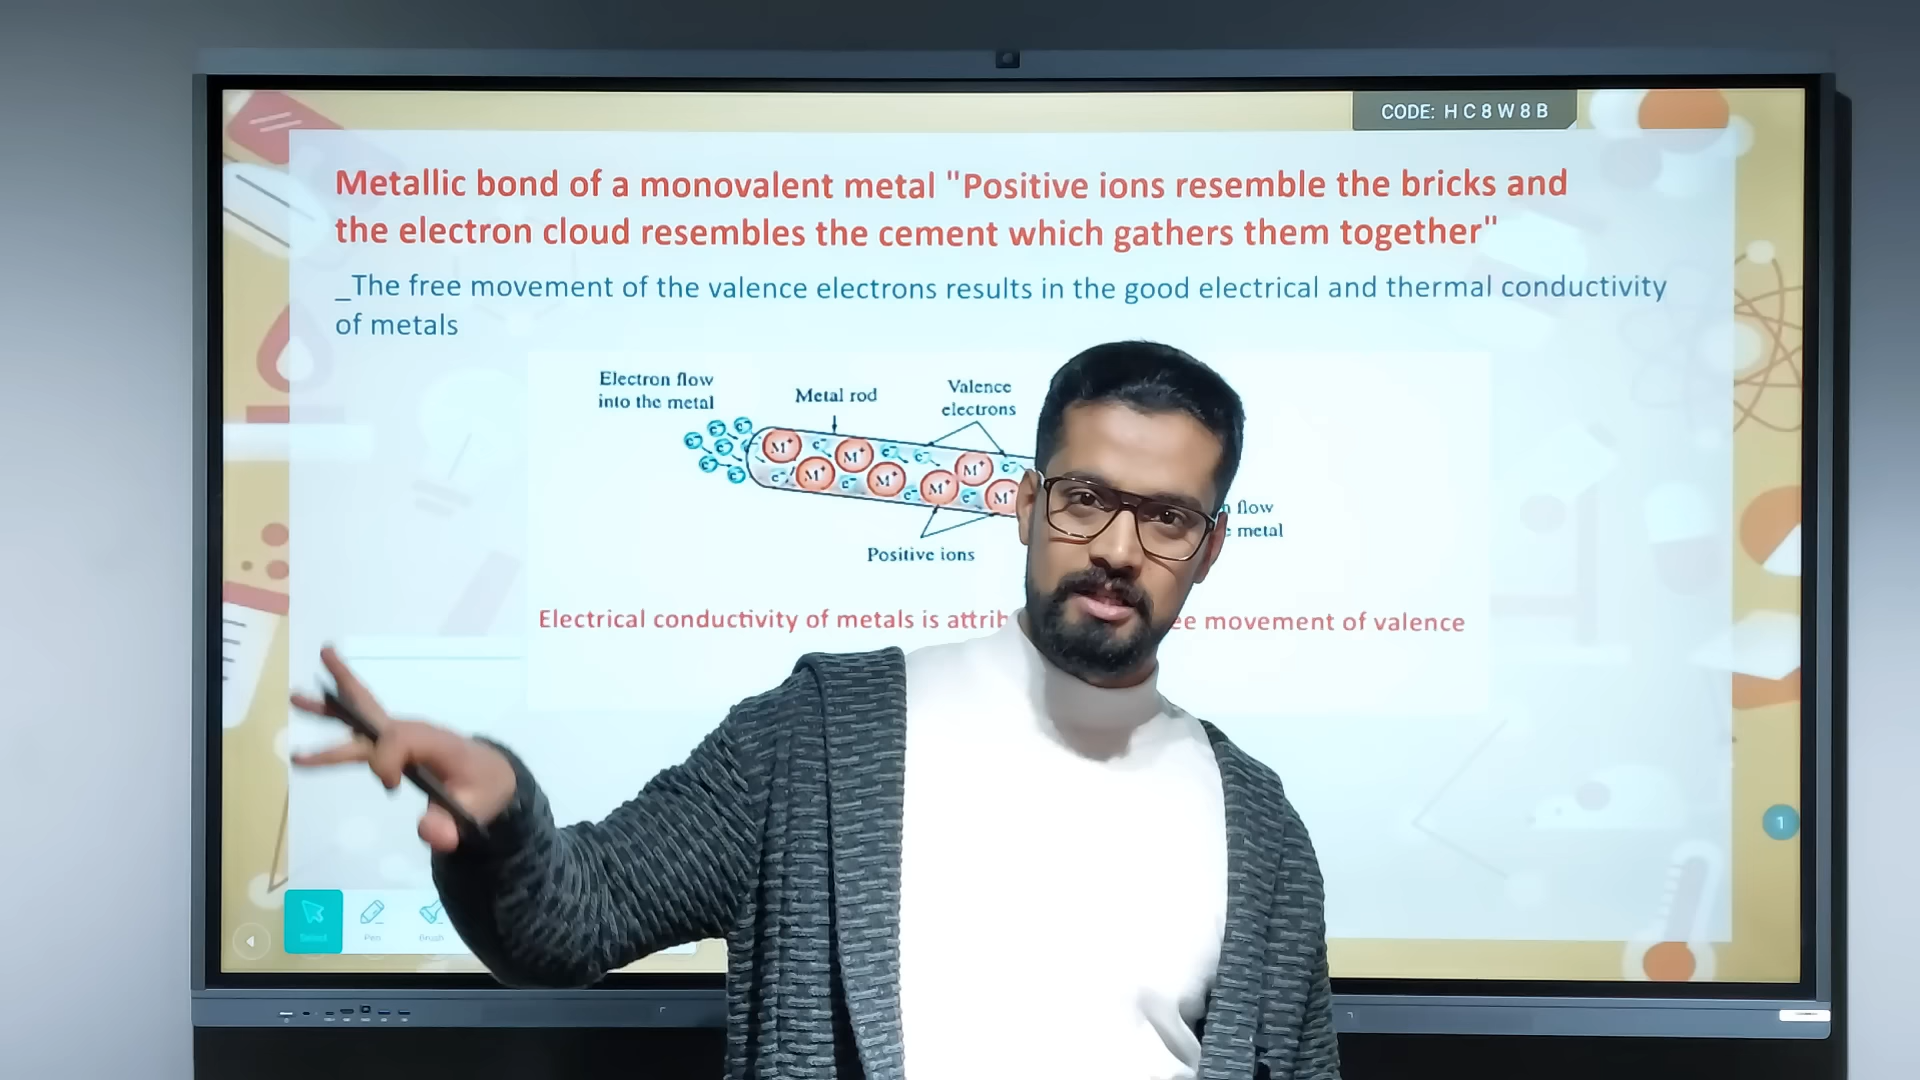 CODE: H C 8 W 8 B
Metallic bond of a monovalent metal "Positive ions resemble the bricks and
the electron cloud resembles the cement which gathers them together"
_The free movement of the valence electrons results in the good electrical and thermal conductivity
of metals
Electron flow
into the metal
Metal rod
Valence
electrons
e⁻ e⁻ e⁻ e⁻ e⁻ e⁻
M⁺ e⁻ M⁺ e⁻ e⁻ M⁺ e⁻
e⁻ M⁺ e⁻ M⁺ e⁻ M⁺ e⁻ M⁺
flow
metal
Positive ions
Electrical conductivity of metals is movement of valence
1
Select Pen Brush